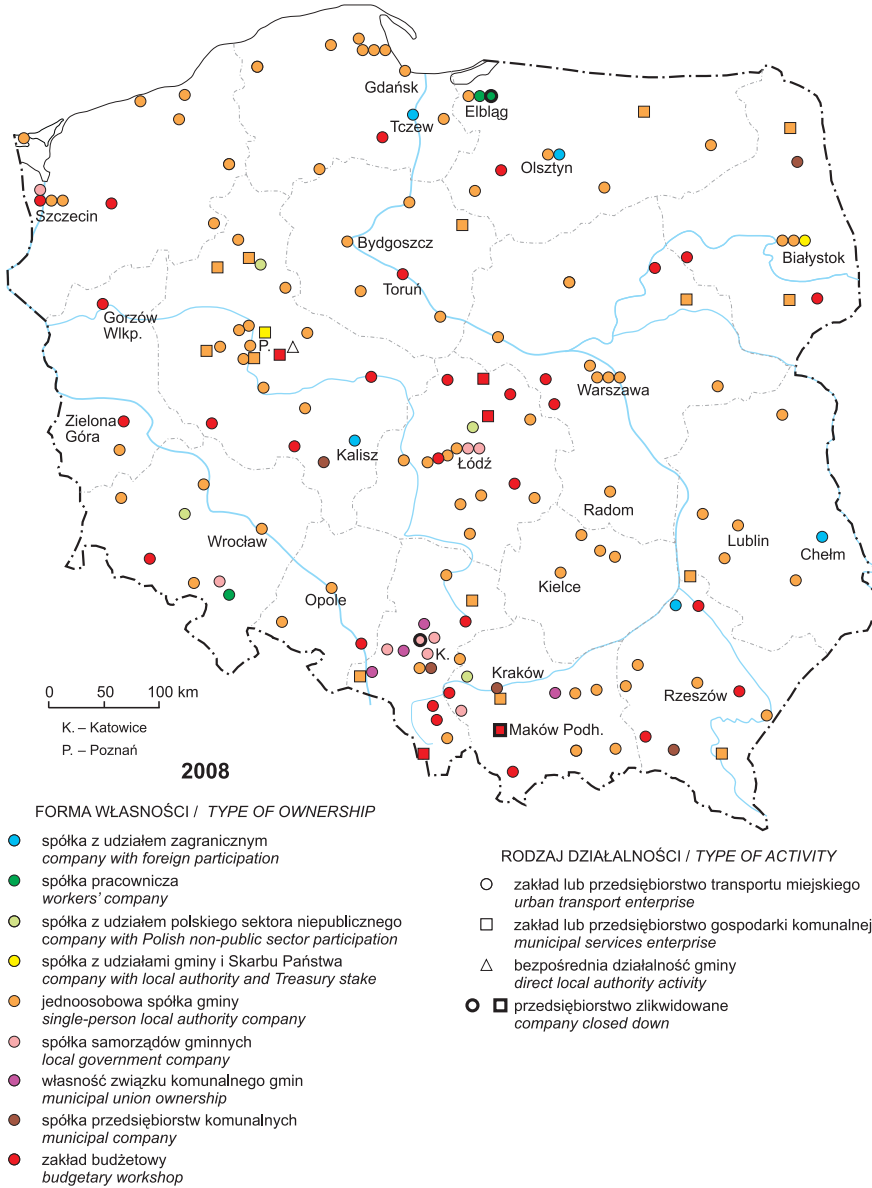 Gdańsk
Elbląg
Tczew
Olsztyn
Szczecin
Bydgoszcz
Białystok
Toruń
Gorzów
Wlkp.
P.
Warszawa
Zielona
Góra
Kalisz
Łódź
Radom
Wrocław
Lublin
Chełm
Kielce
Opole
K.
Kraków
Rzeszów
0 50 100 km
K. – Katowice
P. – Poznań
Maków Podh.
2008
FORMA WŁASNOŚCI / TYPE OF OWNERSHIP
spółka z udziałem zagranicznym
company with foreign participation
spółka pracownicza
workers' company
spółka z udziałem polskiego sektora niepublicznego
company with Polish non-public sector participation
spółka z udziałami gminy i Skarbu Państwa
company with local authority and Treasury stake
jednoosobowa spółka gminy
single-person local authority company
spółka samorządów gminnych
local government company
własność związku komunalnego gmin
municipal union ownership
spółka przedsiębiorstw komunalnych
municipal company
zakład budżetowy
budgetary workshop
RODZAJ DZIAŁALNOŚCI / TYPE OF ACTIVITY
zakład lub przedsiębiorstwo transportu miejskiego
urban transport enterprise
zakład lub przedsiębiorstwo gospodarki komunalnej
municipal services enterprise
bezpośrednia działalność gminy
direct local authority activity
przedsiębiorstwo zlikwidowane
company closed down